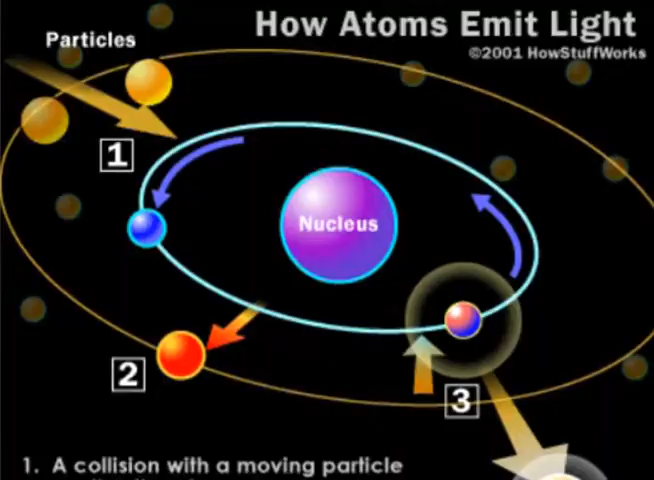 How Atoms Emit Light
©2001 HowStuffWorks
Particles
1
Nucleus
2
3
1. A collision with a moving particle